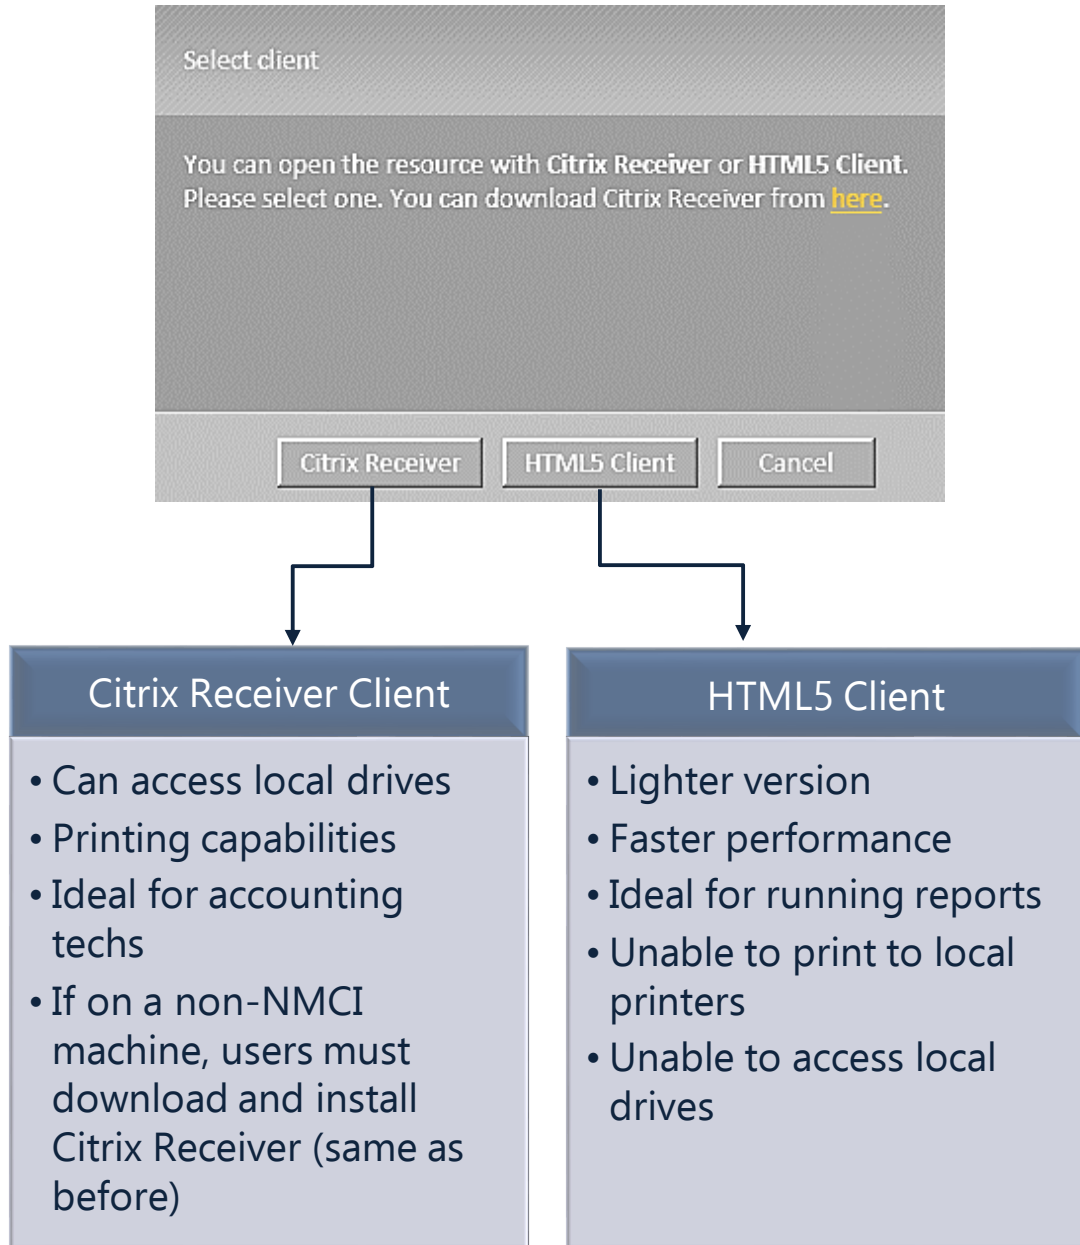 Select client
You can open the resource with Citrix Receiver or HTML5 Client.
Please select one. You can download Citrix Receiver from here.
Citrix Receiver
HTML5 Client
Cancel
Citrix Receiver Client
• Can access local drives
• Printing capabilities
• Ideal for accounting
techs
• If on a non-NMCI
machine, users must
download and install
Citrix Receiver (same as
before)
HTML5 Client
• Lighter version
• Faster performance
• Ideal for running reports
• Unable to print to local
printers
• Unable to access local
drives